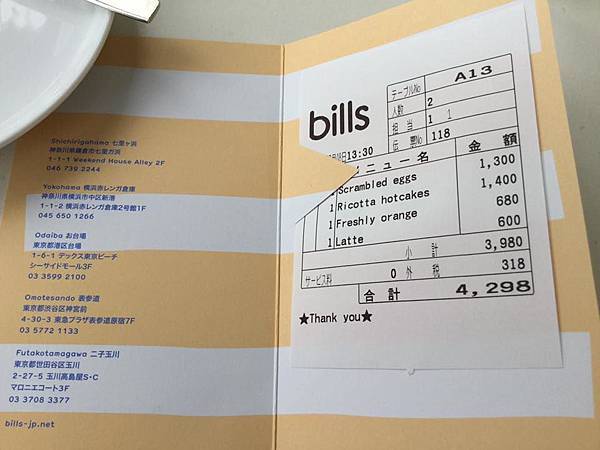 Shichirigahama 七里ヶ浜
神奈川県鎌倉市七里ガ浜
1-1-1 Weekend House Alley 2F
046 739 2244
Yokohama 横浜赤レンガ倉庫
神奈川県横浜市中区新港
1-1-2 横浜赤レンガ倉庫2号館1F
045 650 1266
Odaiba お台場
東京都港区台場
1-6-1 デックス東京ビーチ
シーサイドモール3F
03 3599 2100
Omotesando 表参道
東京都渋谷区神宮前
4-30-3 東急プラザ表参道原宿7F
03 5772 1133
Futakotamagawa 二子玉川
東京都世田谷区玉川
2-27-5 玉川高島屋S・C
マロニエコート3F
03 3708 3377
bills-jp.net
bills
テーブルNo A13
人数 2
担当 1 1
伝票No 118
日13:30
ニュー名 金額
1 Scrambled eggs 1,300
1 Ricotta hotcakes 1,400
1 Freshly orange 680
1 Latte 600
小計 3,980
サービス料 0 外税 318
合計 4,298
★Thank you★